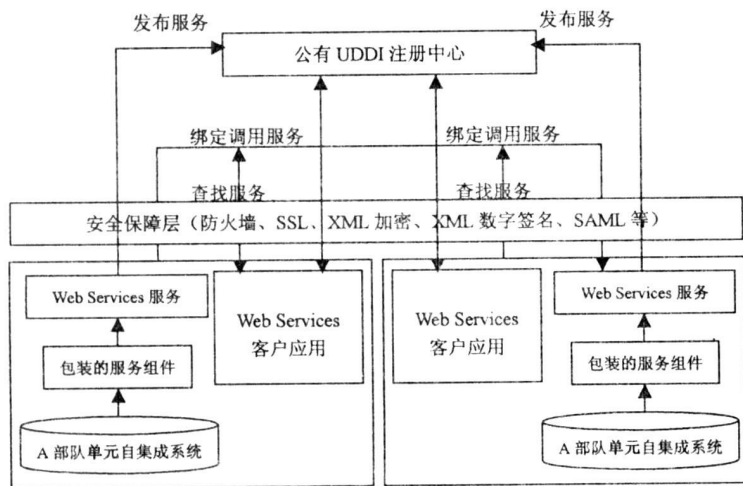 发布服务
发布服务
公有 UDDI 注册中心
绑定调用服务
绑定调用服务
查找服务
查找服务
安全保障层（防火墙、SSL、XML 加密、XML 数字签名、SAML 等）
Web Services 服务
Web Services
客户应用
包装的服务组件
A 部队单元自集成系统
Web Services
客户应用
Web Services 服务
包装的服务组件
A 部队单元自集成系统